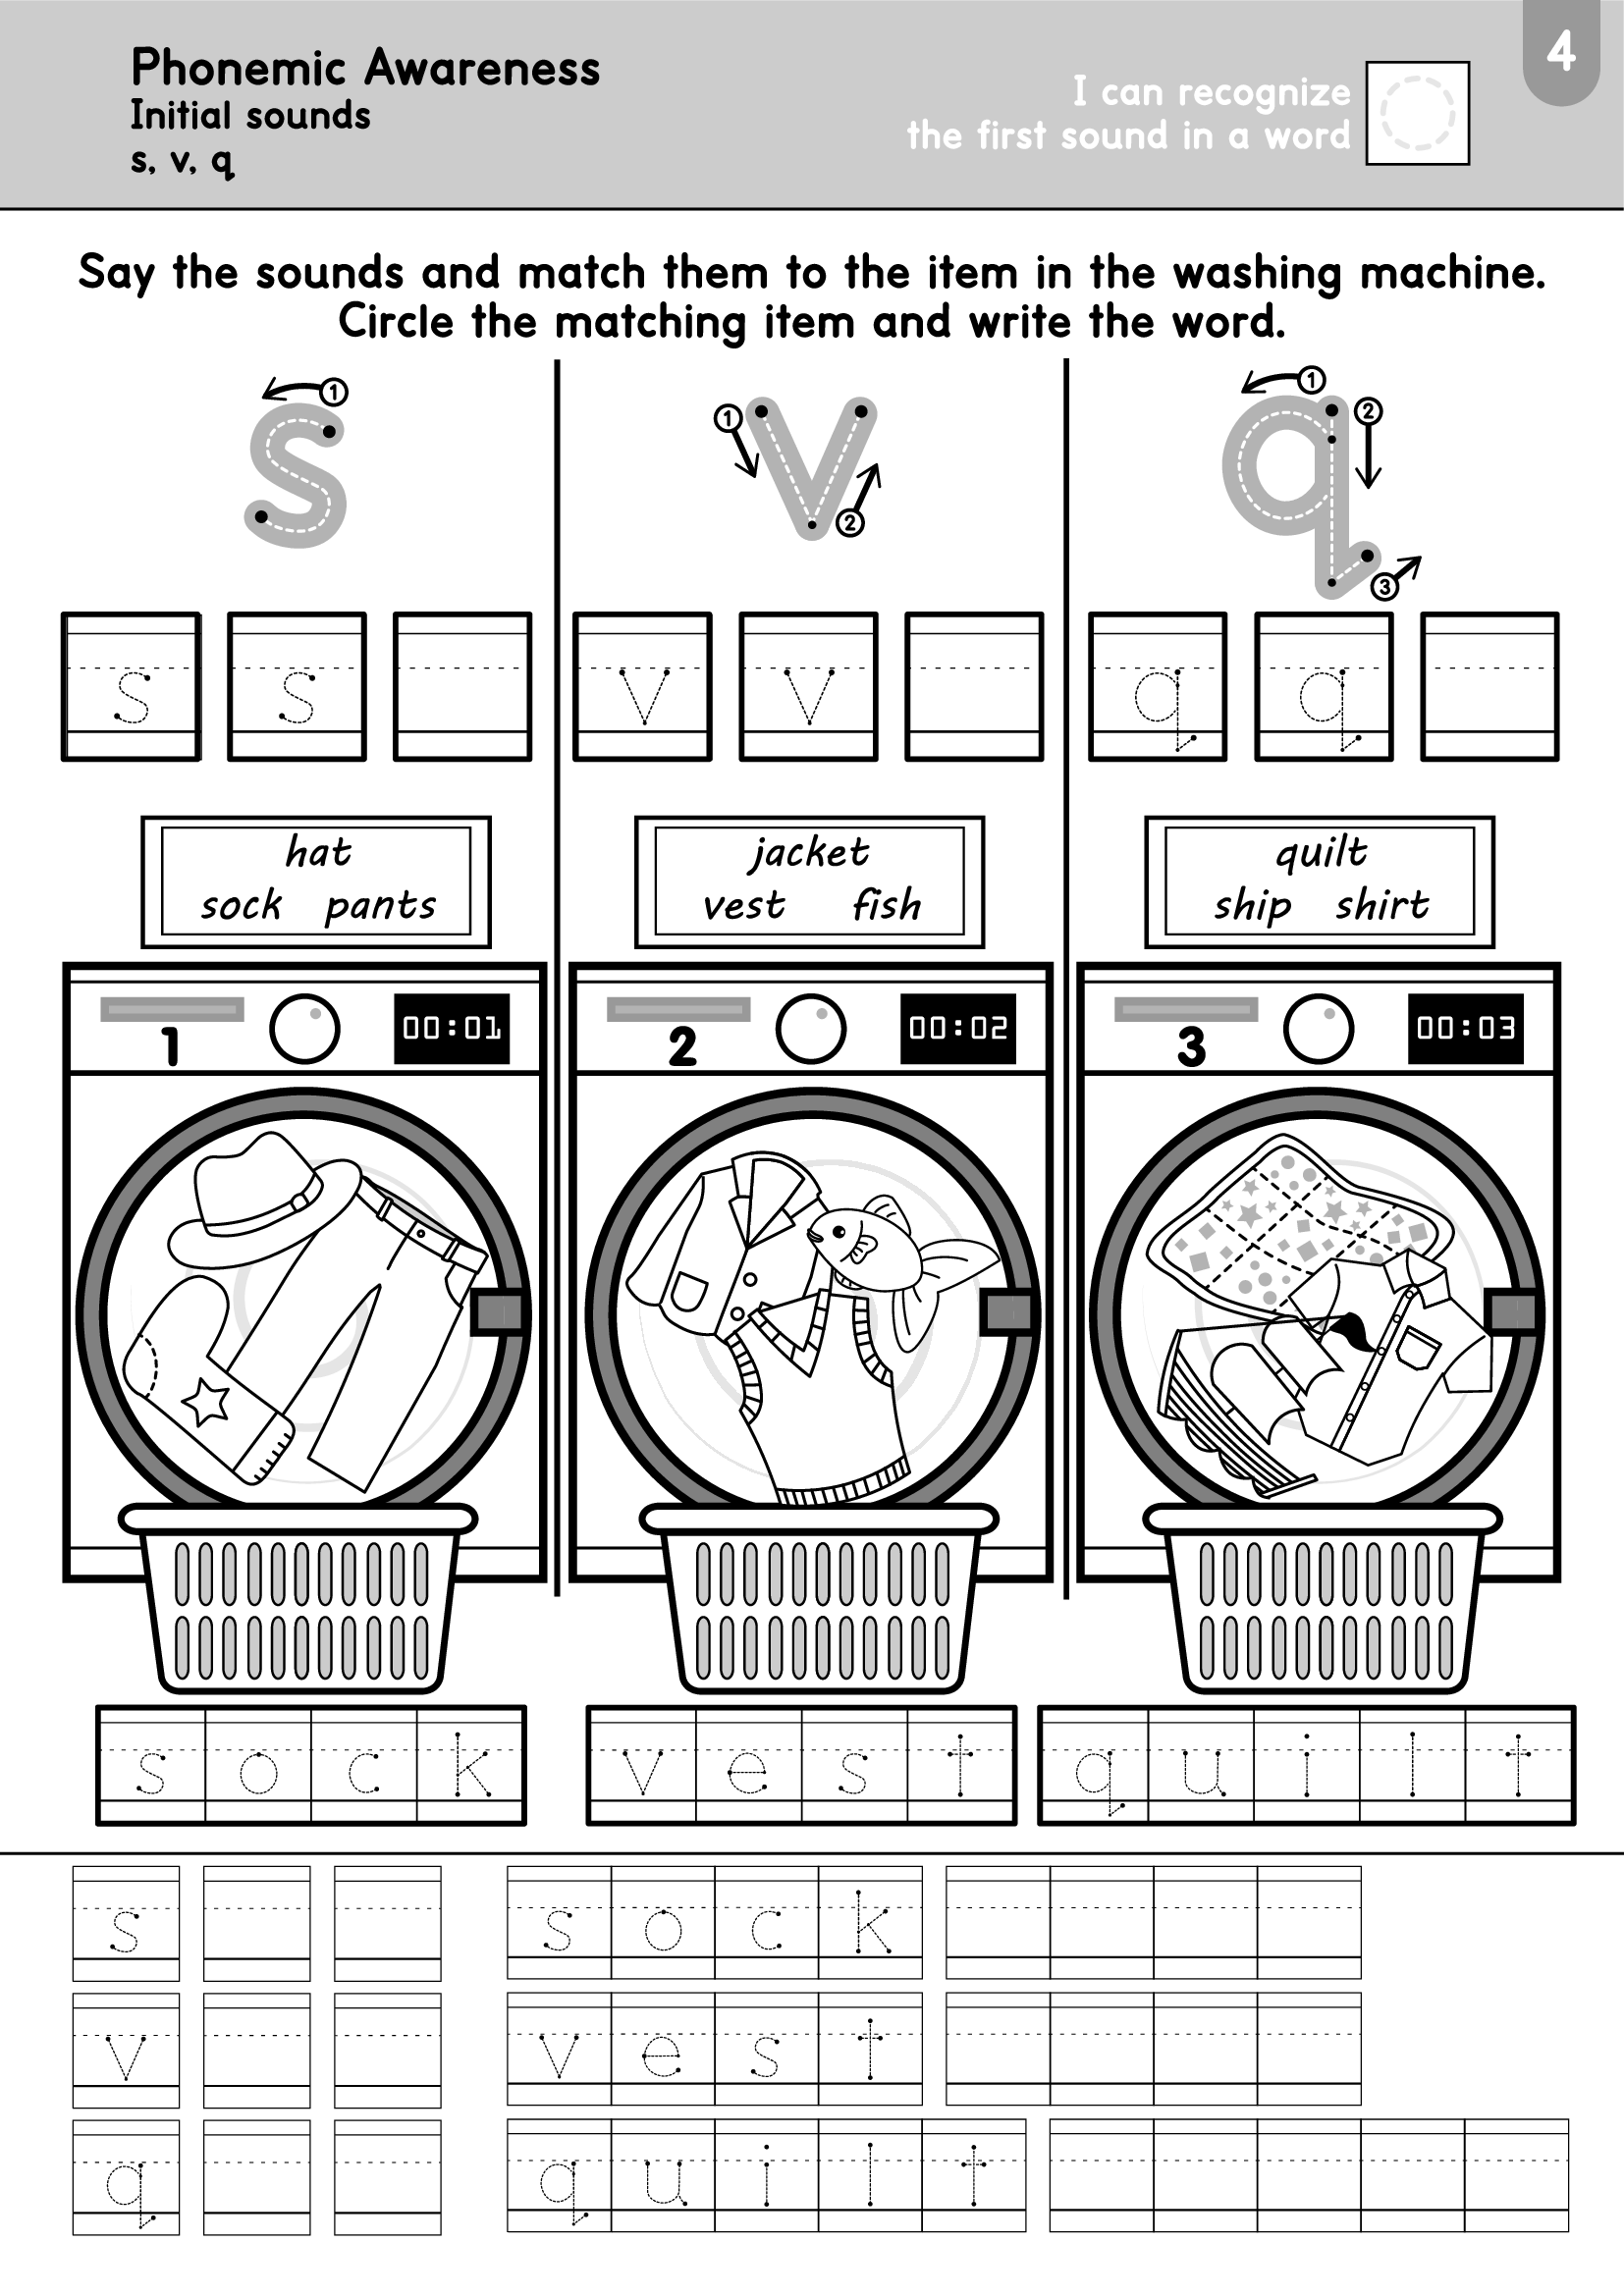 4
Phonemic Awareness
Initial sounds
s, v, q
I can recognize
the first sound in a word
Say the sounds and match them to the item in the washing machine.
Circle the matching item and write the word.
1
s
1
2
v
1
2
3
q
s s
v v
q q
hat
sock pants
jacket
vest fish
quilt
ship shirt
1 00:01
2 00:02
3 00:03
s o c k
v e s t
q u i l t
s
s o c k
v
v e s t
q
q u i l t